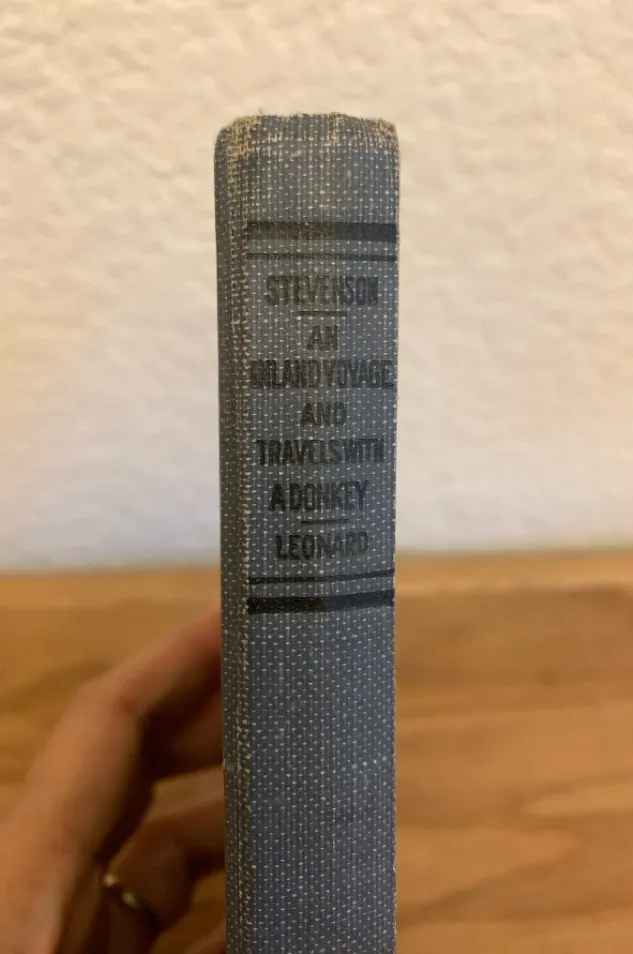 STEVENSON
AN
INLAND VOYAGE,
AND
TRAVELS WITH
A DONKEY
LEONARD